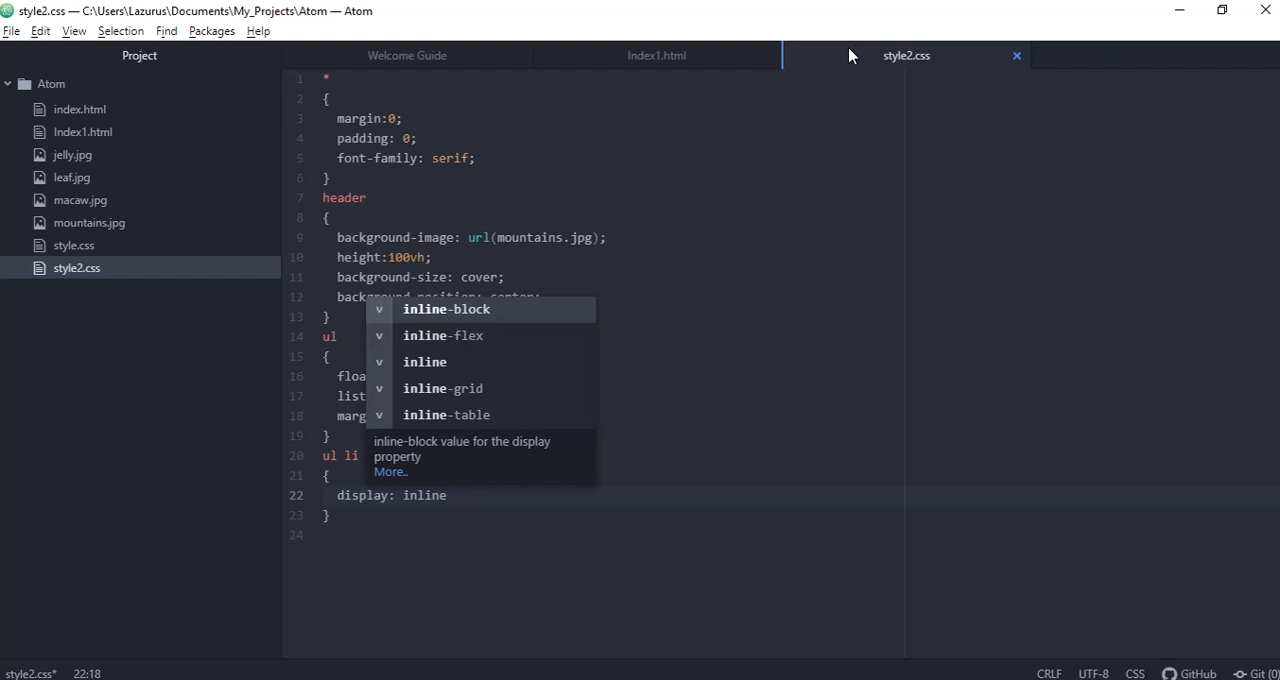 style2.css — C:\Users\Lazurus\Documents\My_Projects\Atom — Atom
File Edit View Selection Find Packages Help
Project Welcome Guide Index1.html style2.css
Atom
index.html
Index1.html
jelly.jpg
leaf.jpg
macaw.jpg
mountains.jpg
style.css
style2.css
1 *
2 {
3 margin:0;
4 padding: 0;
5 font-family: serif;
6 }
7 header
8 {
9 background-image: url(mountains.jpg);
10 height:100vh;
11 background-size: cover;
12 background-position: center;
13 }
14 ul
15 {
16 floa
17 list
18 marg
19 }
20 ul li
21 {
22 display: inline
23 }
24
v inline-block
v inline-flex
v inline
v inline-grid
v inline-table
inline-block value for the display
property
More..
style2.css* 22:18 CRLF UTF-8 CSS GitHub Git (0)